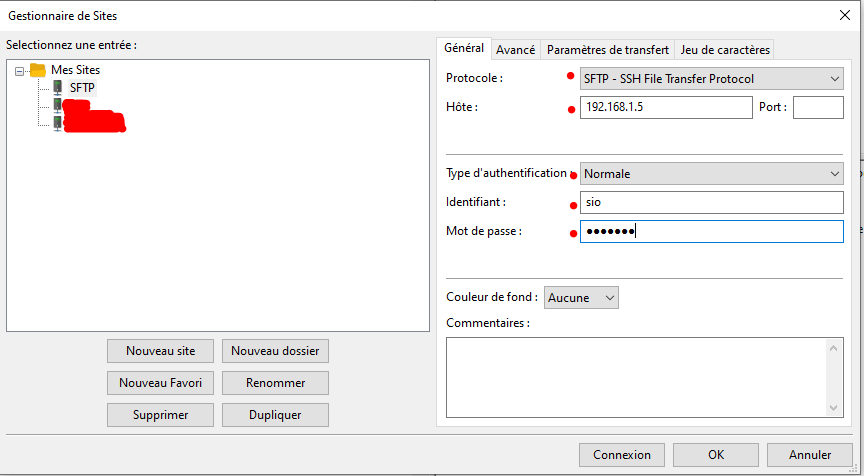 Gestionnaire de Sites
Selectionnez une entrée :
Mes Sites
SFTP
Nouveau site
Nouveau dossier
Nouveau Favori
Renommer
Supprimer
Dupliquer
Général
Avancé
Paramètres de transfert
Jeu de caractères
Protocole :
SFTP - SSH File Transfer Protocol
Hôte :
192.168.1.5
Port :
Type d'authentification :
Normale
Identifiant :
sio
Mot de passe :
●●●●●●●
Couleur de fond :
Aucune
Commentaires :
Connexion
OK
Annuler